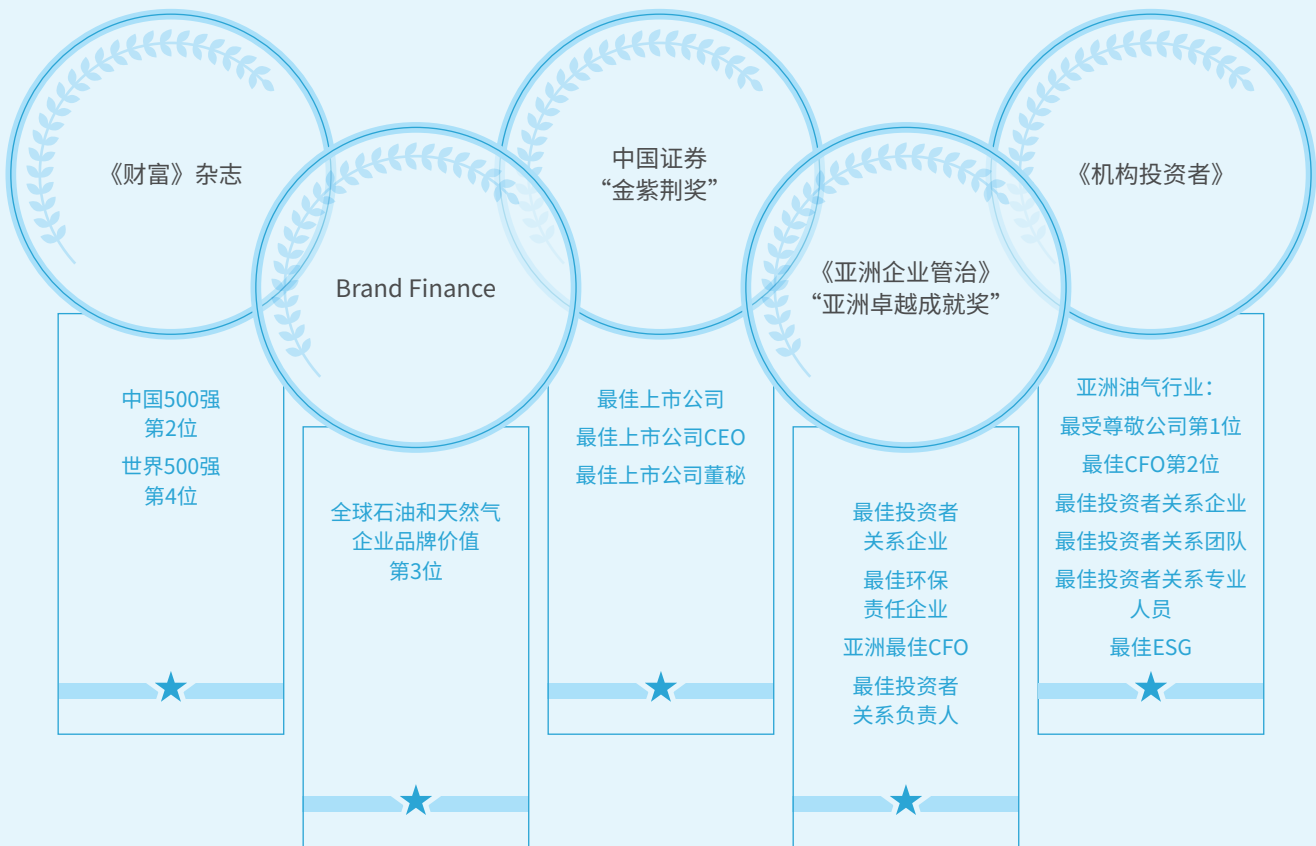 《财富》杂志
中国500强
第2位
世界500强
第4位
Brand Finance
全球石油和天然气
企业品牌价值
第3位
中国证券
“金紫荆奖”
最佳上市公司
最佳上市公司CEO
最佳上市公司董秘
《亚洲企业管治》
“亚洲卓越成就奖”
最佳投资者
关系企业
最佳环保
责任企业
亚洲最佳CFO
最佳投资者
关系负责人
《机构投资者》
亚洲油气行业：
最受尊敬公司第1位
最佳CFO第2位
最佳投资者关系企业
最佳投资者关系团队
最佳投资者关系专业
人员
最佳ESG